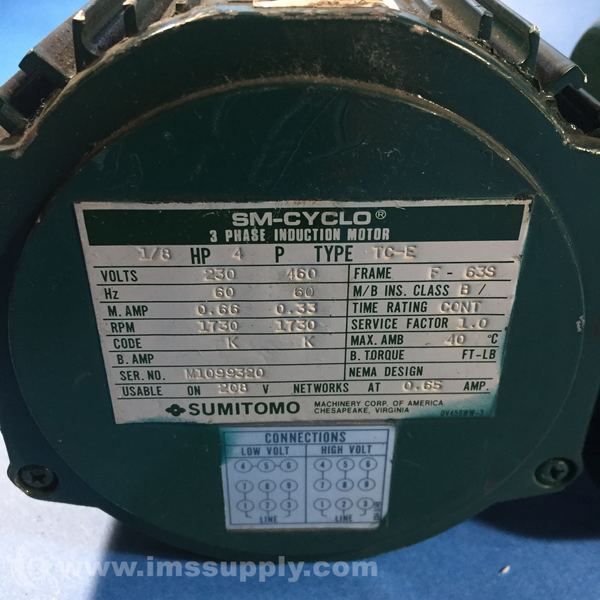 SM-CYCLO®
3 PHASE INDUCTION MOTOR
1/8 HP 4 P TYPE TC-E
VOLTS 230 460 FRAME F - 63S
Hz 60 60 M/B INS. CLASS B /
M. AMP 0.66 0.33 TIME RATING CONT
RPM 1730 1730 SERVICE FACTOR 1.0
CODE K K MAX. AMB 40 °C
B. AMP B. TORQUE FT-LB
SER. NO. M1099320 NEMA DESIGN
USABLE ON 208 V NETWORKS AT 0.65 AMP.
SUMITOMO MACHINERY CORP. OF AMERICA
CHESAPEAKE, VIRGINIA
CONNECTIONS
LOW VOLT HIGH VOLT
4 5 6 4 5 6
7 8 9 7 8 9
1 2 3 1 2 3
LINE LINE
www.imssupply.com